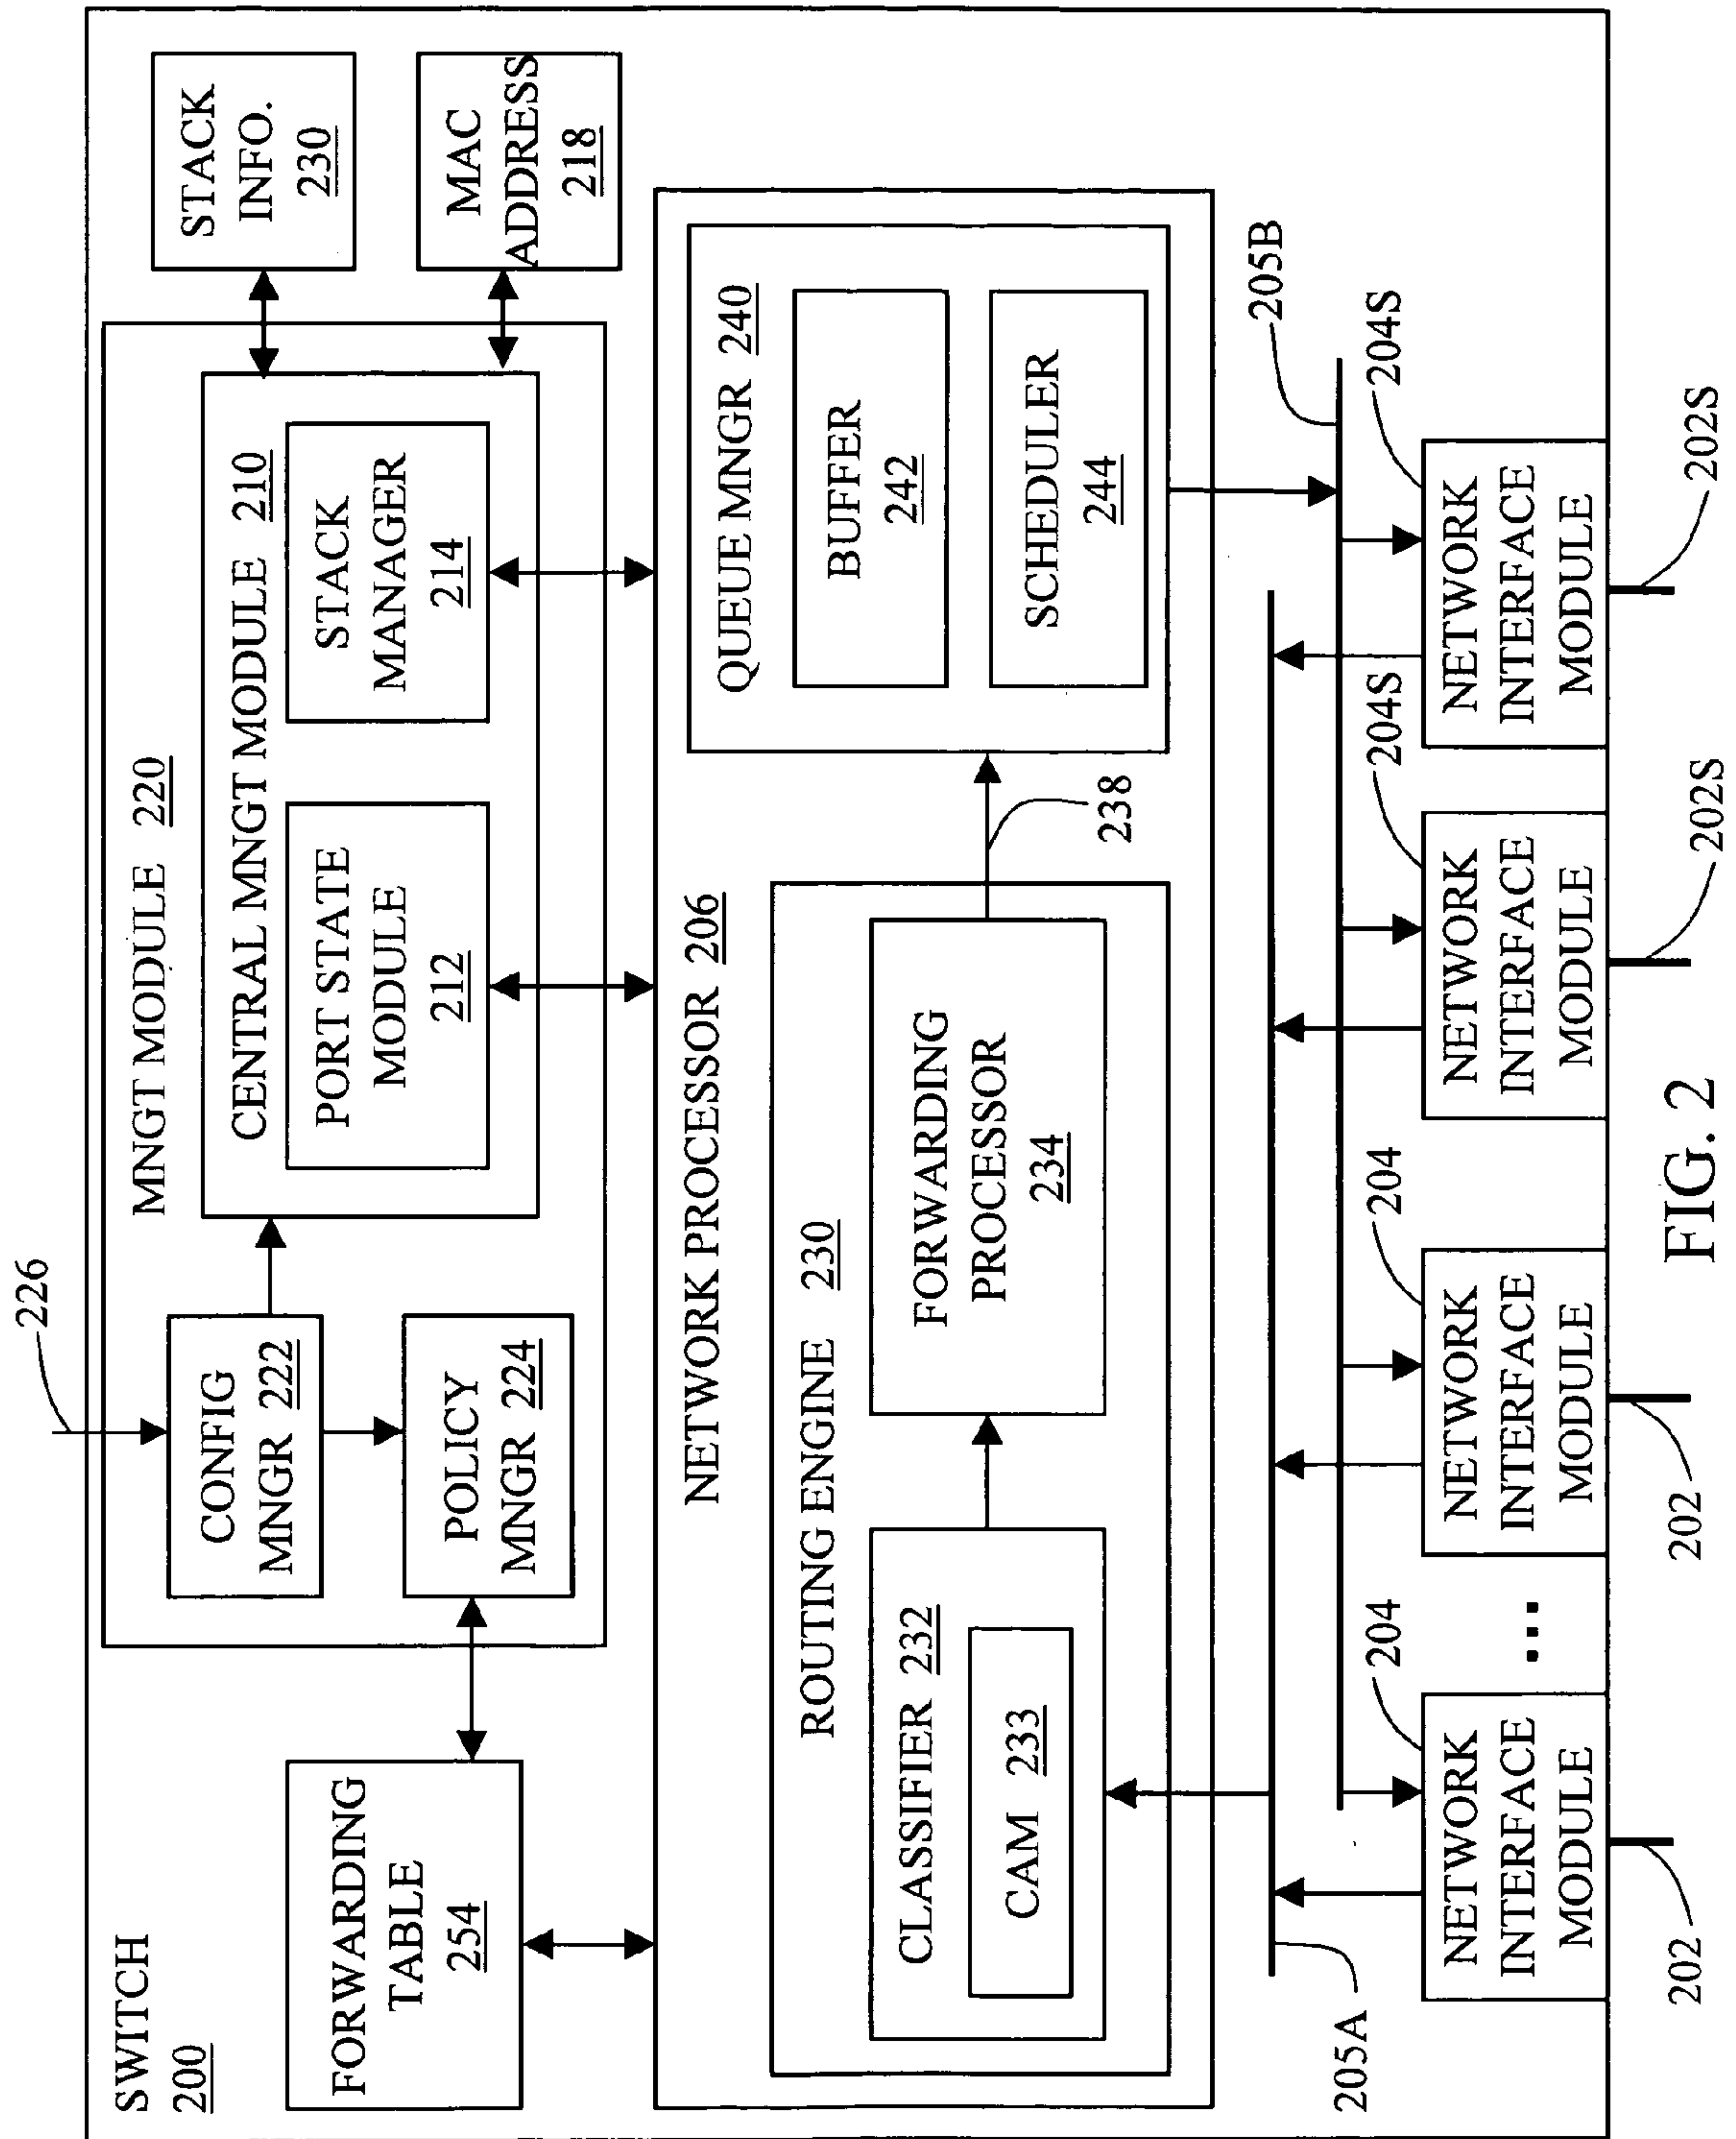 SWITCH
200
226
MNGT MODULE 220
CONFIG
MNGR 222
POLICY
MNGR 224
CENTRAL MNGT MODULE 210
PORT STATE
MODULE
212
STACK
MANAGER
214
STACK
INFO.
230
MAC
ADDRESS
218
FORWARDING
TABLE
254
NETWORK PROCESSOR 206
ROUTING ENGINE 230
CLASSIFIER 232
CAM 233
FORWARDING
PROCESSOR
234
238
QUEUE MNGR 240
BUFFER
242
SCHEDULER
244
205A
205B
204
204
204S
204S
NETWORK
INTERFACE
MODULE
...
NETWORK
INTERFACE
MODULE
NETWORK
INTERFACE
MODULE
NETWORK
INTERFACE
MODULE
202
202
202S
202S
FIG. 2